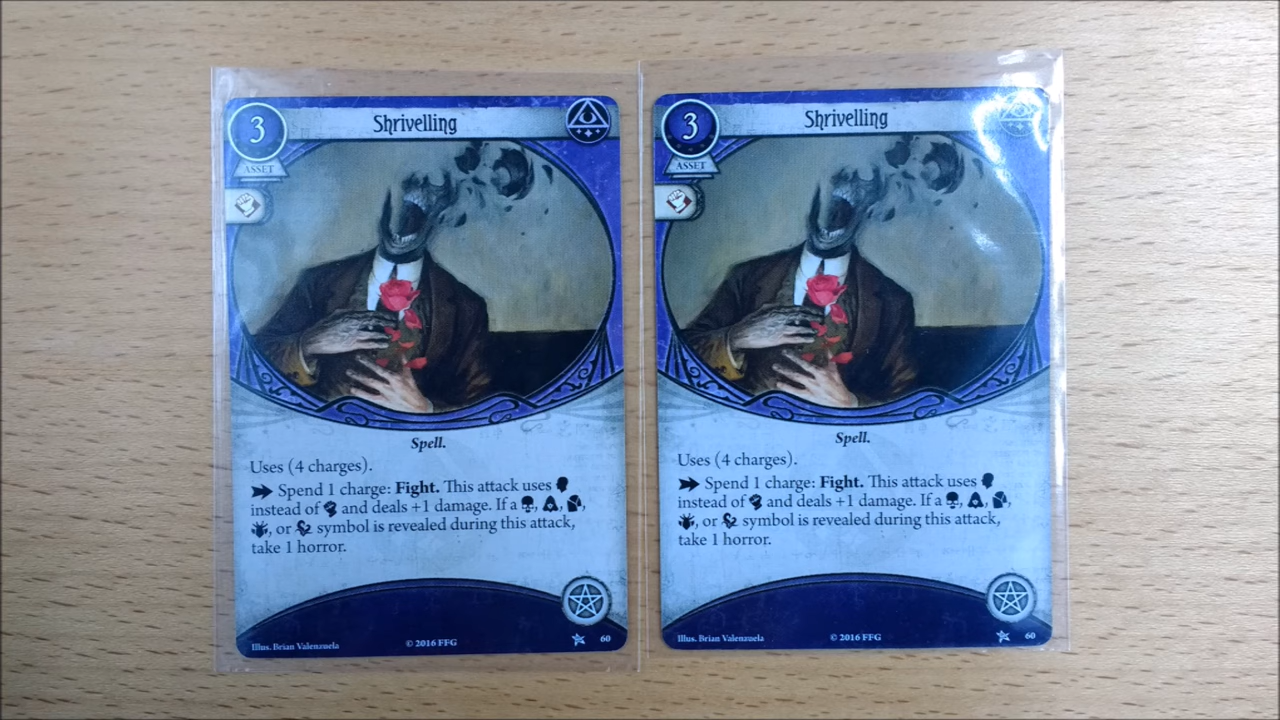 3
Shrivelling
ASSET
Spell.
Uses (4 charges).
Spend 1 charge: Fight. This attack uses
instead of and deals +1 damage. If a , , ,
, or symbol is revealed during this attack,
take 1 horror.
Illus. Brian Valenzuela
© 2016 FFG
60
3
Shrivelling
ASSET
Spell.
Uses (4 charges).
Spend 1 charge: Fight. This attack uses
instead of and deals +1 damage. If a , , ,
, or symbol is revealed during this attack,
take 1 horror.
Illus. Brian Valenzuela
© 2016 FFG
60